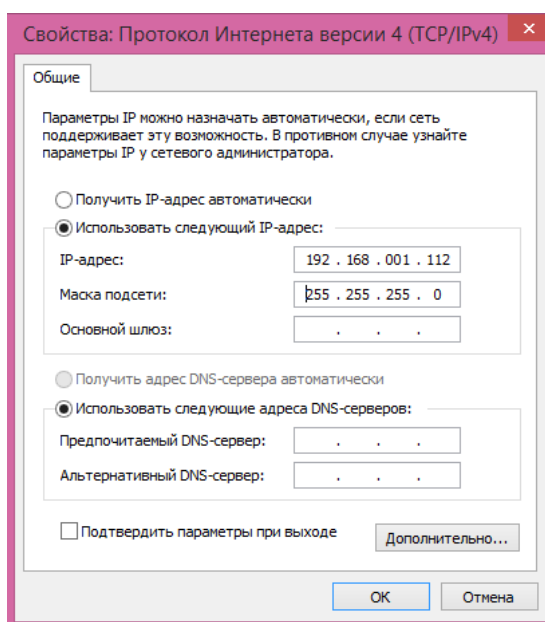 Свойства: Протокол Интернета версии 4 (TCP/IPv4)
Общие
Параметры IP можно назначать автоматически, если сеть
поддерживает эту возможность. В противном случае узнайте
параметры IP у сетевого администратора.
Получить IP-адрес автоматически
Использовать следующий IP-адрес:
IP-адрес: 192 . 168 . 001 . 112
Маска подсети: 255 . 255 . 255 . 0
Основной шлюз: . . .
Получить адрес DNS-сервера автоматически
Использовать следующие адреса DNS-серверов:
Предпочитаемый DNS-сервер: . . .
Альтернативный DNS-сервер: . . .
Подтвердить параметры при выходе Дополнительно...
ОК Отмена